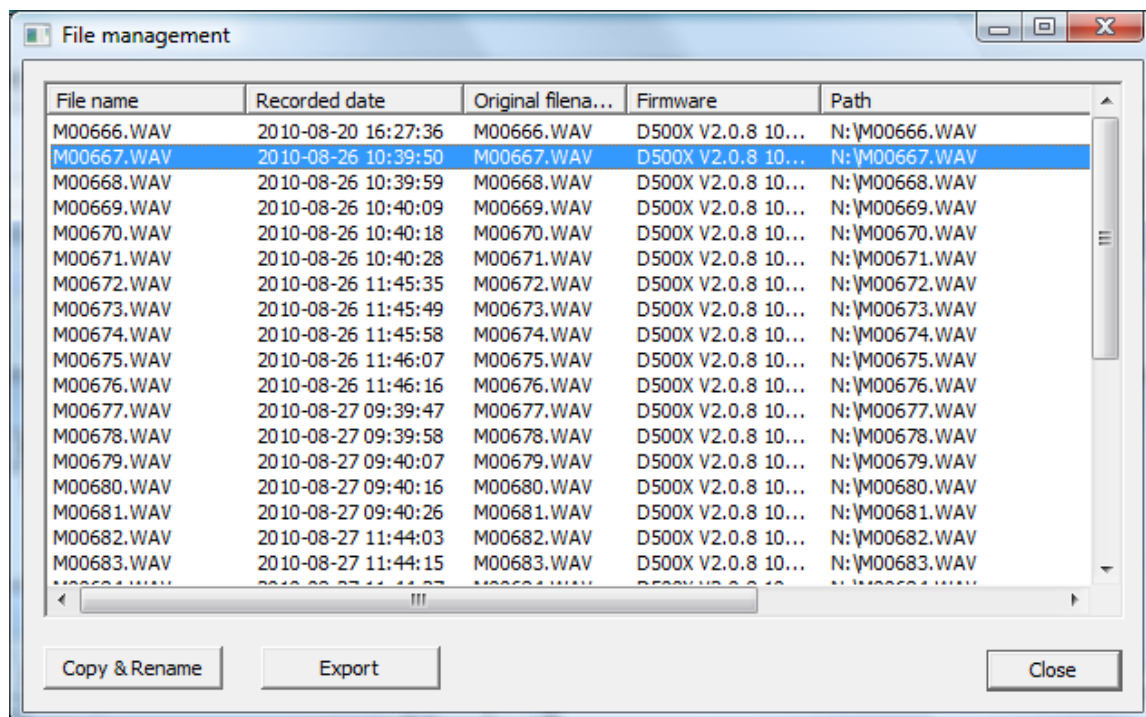 File management
File name Recorded date Original filena... Firmware Path
M00666.WAV 2010-08-20 16:27:36 M00666.WAV D500X V2.0.8 10... N:\M00666.WAV
M00667.WAV 2010-08-26 10:39:50 M00667.WAV D500X V2.0.8 10... N:\M00667.WAV
M00668.WAV 2010-08-26 10:39:59 M00668.WAV D500X V2.0.8 10... N:\M00668.WAV
M00669.WAV 2010-08-26 10:40:09 M00669.WAV D500X V2.0.8 10... N:\M00669.WAV
M00670.WAV 2010-08-26 10:40:18 M00670.WAV D500X V2.0.8 10... N:\M00670.WAV
M00671.WAV 2010-08-26 10:40:28 M00671.WAV D500X V2.0.8 10... N:\M00671.WAV
M00672.WAV 2010-08-26 11:45:35 M00672.WAV D500X V2.0.8 10... N:\M00672.WAV
M00673.WAV 2010-08-26 11:45:49 M00673.WAV D500X V2.0.8 10... N:\M00673.WAV
M00674.WAV 2010-08-26 11:45:58 M00674.WAV D500X V2.0.8 10... N:\M00674.WAV
M00675.WAV 2010-08-26 11:46:07 M00675.WAV D500X V2.0.8 10... N:\M00675.WAV
M00676.WAV 2010-08-26 11:46:16 M00676.WAV D500X V2.0.8 10... N:\M00676.WAV
M00677.WAV 2010-08-27 09:39:47 M00677.WAV D500X V2.0.8 10... N:\M00677.WAV
M00678.WAV 2010-08-27 09:39:58 M00678.WAV D500X V2.0.8 10... N:\M00678.WAV
M00679.WAV 2010-08-27 09:40:07 M00679.WAV D500X V2.0.8 10... N:\M00679.WAV
M00680.WAV 2010-08-27 09:40:16 M00680.WAV D500X V2.0.8 10... N:\M00680.WAV
M00681.WAV 2010-08-27 09:40:26 M00681.WAV D500X V2.0.8 10... N:\M00681.WAV
M00682.WAV 2010-08-27 11:44:03 M00682.WAV D500X V2.0.8 10... N:\M00682.WAV
M00683.WAV 2010-08-27 11:44:15 M00683.WAV D500X V2.0.8 10... N:\M00683.WAV
Copy & Rename Export Close